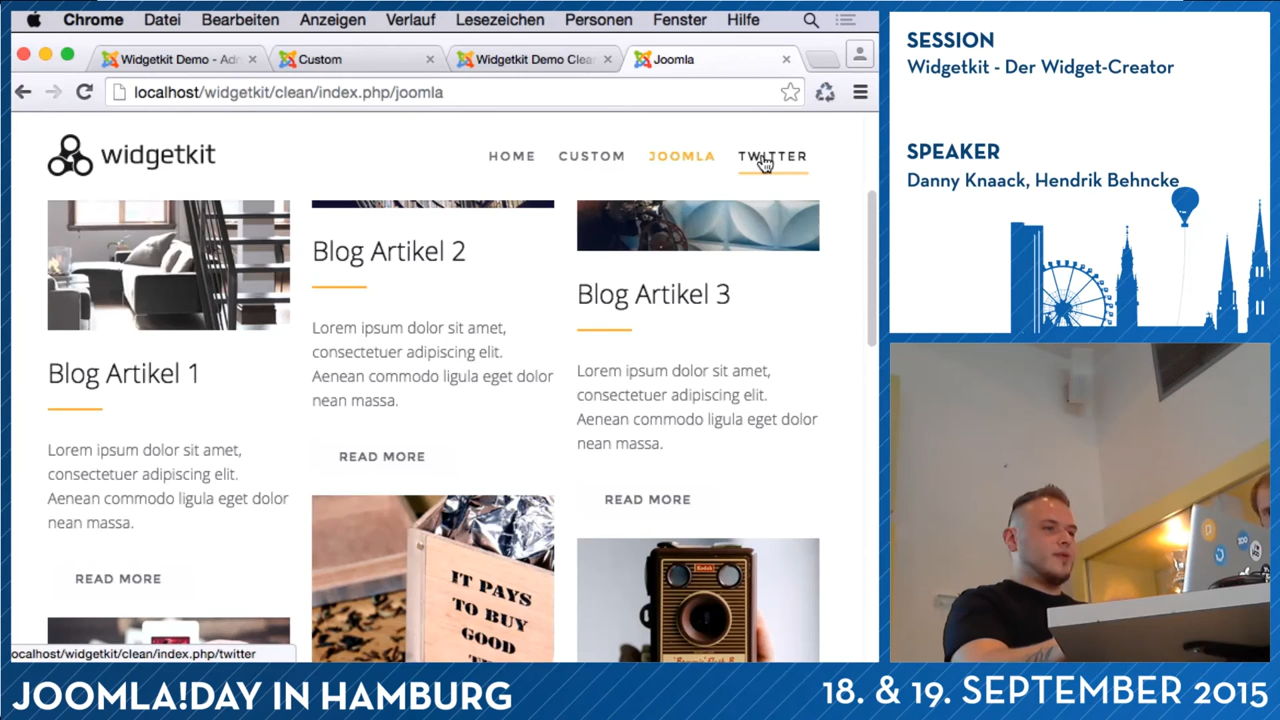 Chrome Datei Bearbeiten Anzeigen Verlauf Lesezeichen Personen Fenster Hilfe
Widgetkit Demo - Adm
Custom
Widgetkit Demo Clea
Joomla
localhost/widgetkit/clean/index.php/joomla
widgetkit
HOME CUSTOM JOOMLA TWITTER
Blog Artikel 1
Lorem ipsum dolor sit amet,
consectetuer adipiscing elit.
Aenean commodo ligula eget dolor
nean massa.
READ MORE
Blog Artikel 2
Lorem ipsum dolor sit amet,
consectetuer adipiscing elit.
Aenean commodo ligula eget dolor
nean massa.
READ MORE
IT PAYS
TO BUY
GOOD
Blog Artikel 3
Lorem ipsum dolor sit amet,
consectetuer adipiscing elit.
Aenean commodo ligula eget dolor
nean massa.
READ MORE
Kodak
ocalhost/widgetkit/clean/index.php/twitter
SESSION
Widgetkit - Der Widget-Creator
SPEAKER
Danny Knaack, Hendrik Behncke
JOOMLA!DAY IN HAMBURG
18. & 19. SEPTEMBER 2015